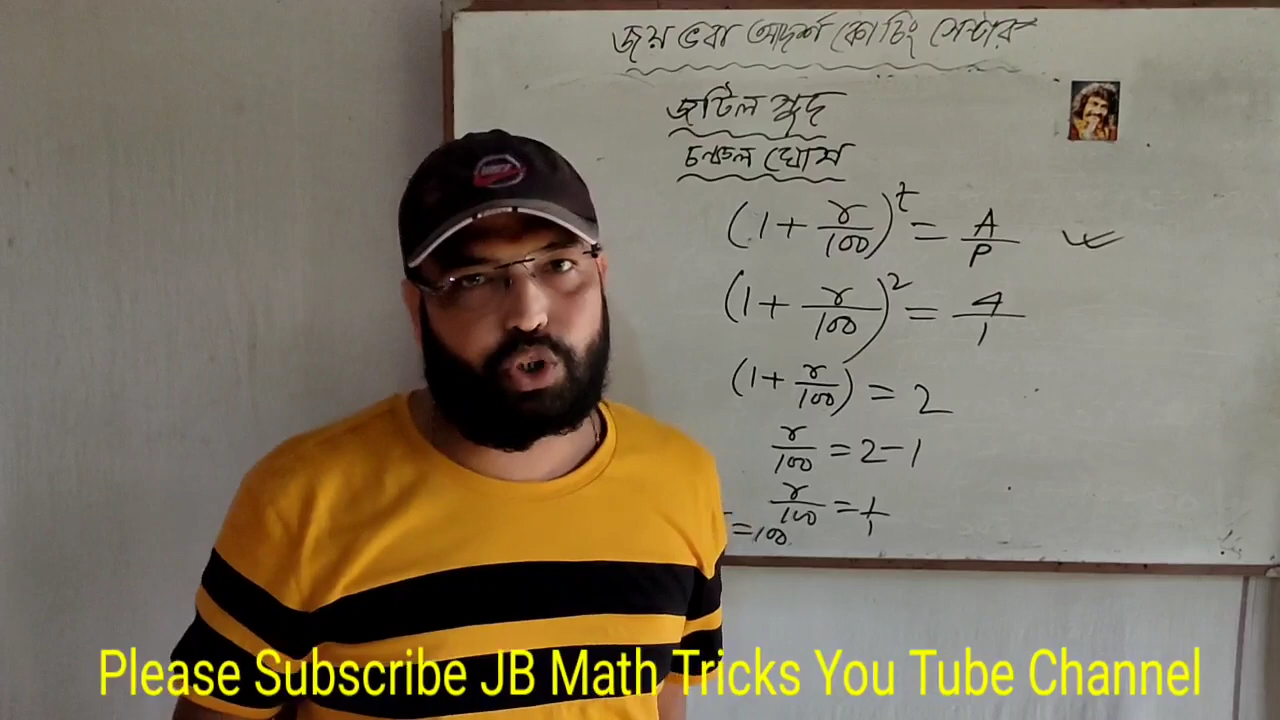 জয় ভবা আদর্শ কোচিং সেন্টার
জটিল সুদ
চঞ্চল ঘোষ
(1 + r/100)^t = A/P
(1 + r/100)^2 = 4/1
(1 + r/100) = 2
r/100 = 2 - 1
r/100 = 1/1
= 100
Please Subscribe JB Math Tricks You Tube Channel